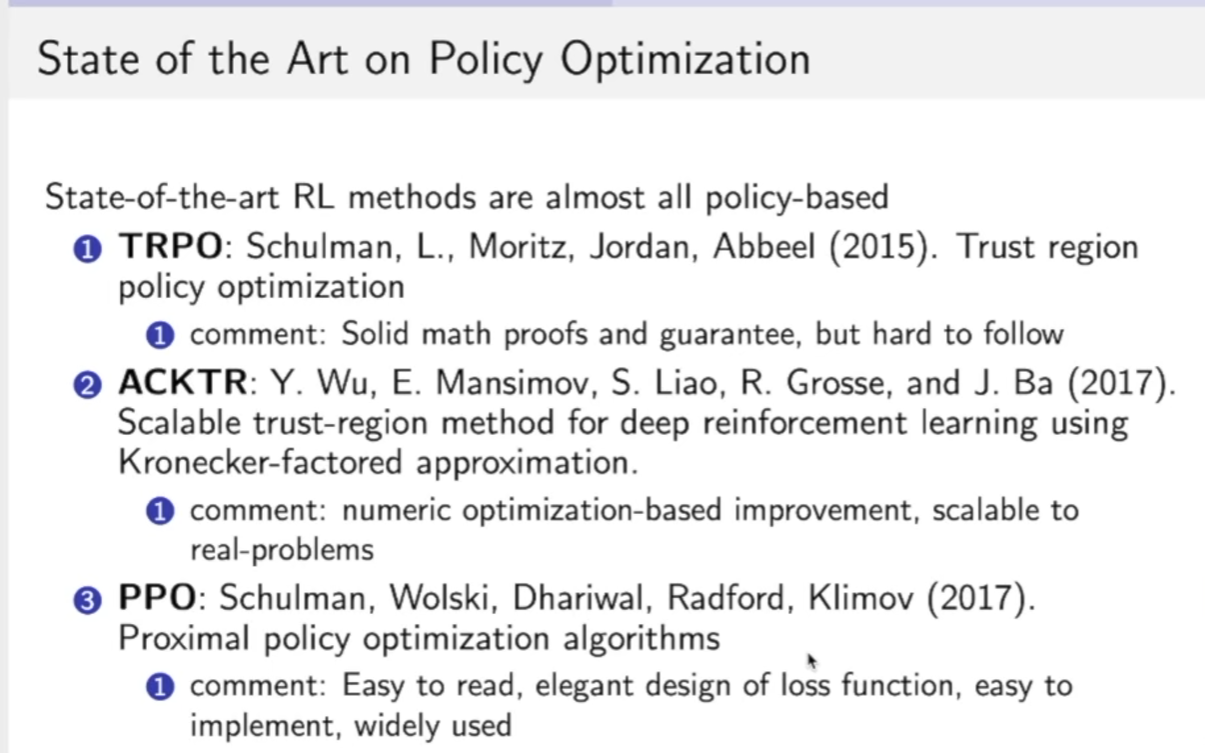 State of the Art on Policy Optimization
State-of-the-art RL methods are almost all policy-based
1 TRPO: Schulman, L., Moritz, Jordan, Abbeel (2015). Trust region
policy optimization
1 comment: Solid math proofs and guarantee, but hard to follow
2 ACKTR: Y. Wu, E. Mansimov, S. Liao, R. Grosse, and J. Ba (2017).
Scalable trust-region method for deep reinforcement learning using
Kronecker-factored approximation.
1 comment: numeric optimization-based improvement, scalable to
real-problems
3 PPO: Schulman, Wolski, Dhariwal, Radford, Klimov (2017).
Proximal policy optimization algorithms
1 comment: Easy to read, elegant design of loss function, easy to
implement, widely used